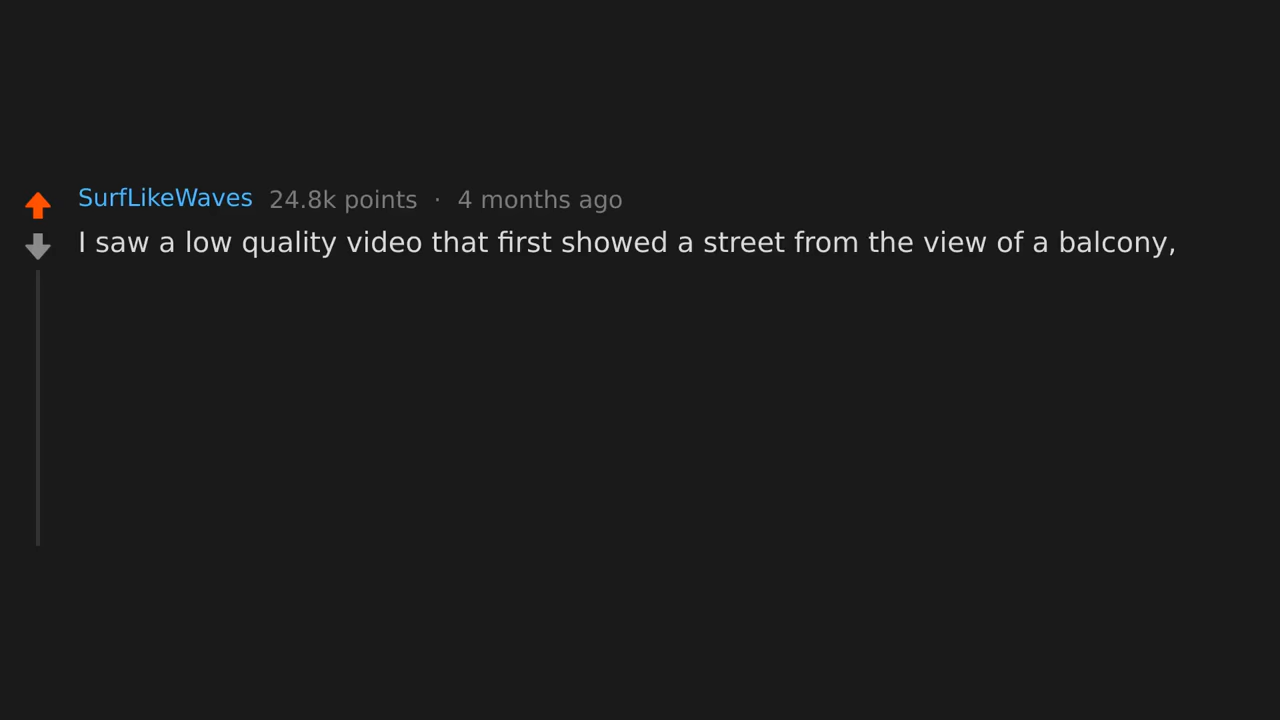 SurfLikeWaves 24.8k points · 4 months ago
I saw a low quality video that first showed a street from the view of a balcony,